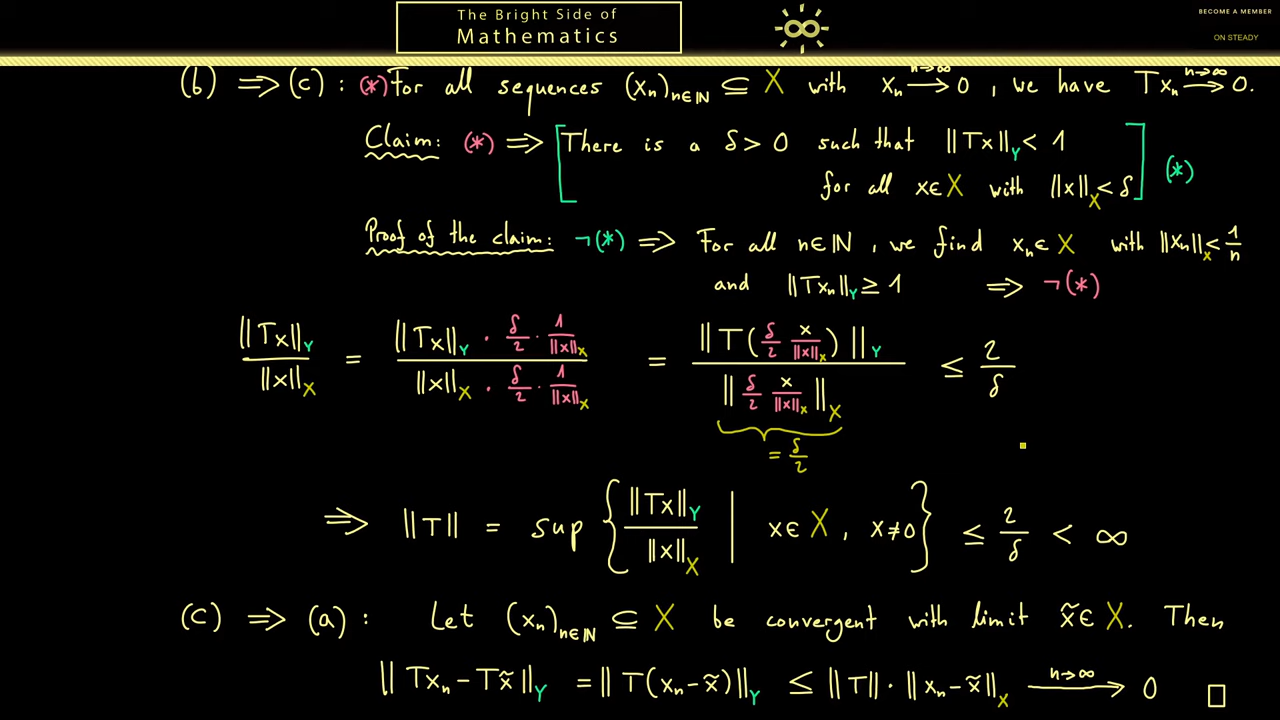 The Bright Side of
Mathematics
BECOME A MEMBER
ON STEADY
(b) ⟹ (c) : (*) For all sequences (xₙ)ₙ∈ℕ ⊆ X with xₙ —n→∞→ 0 , we have Txₙ —n→∞→ 0.
Claim: (*) ⟹ [ There is a δ > 0 such that ‖Tx‖_Y < 1
for all x∈X with ‖x‖_X < δ ] (*)
Proof of the claim: ¬(*) ⟹ For all n∈ℕ , we find xₙ∈X with ‖xₙ‖_X < 1/n
and ‖Txₙ‖_Y ≥ 1 ⟹ ¬(*)
‖Tx‖_Y / ‖x‖_X = (‖Tx‖_Y · δ/2 · 1/‖x‖_X) / (‖x‖_X · δ/2 · 1/‖x‖_X) = ‖T(δ/2 x/‖x‖_X)‖_Y / ‖δ/2 x/‖x‖_X‖_X ≤ 2/δ
= δ/2
⟹ ‖T‖ = sup { ‖Tx‖_Y / ‖x‖_X | x∈X , x≠0 } ≤ 2/δ < ∞
(c) ⟹ (a) : Let (xₙ)ₙ∈ℕ ⊆ X be convergent with limit x̃∈X. Then
‖Txₙ − Tx̃‖_Y = ‖T(xₙ − x̃)‖_Y ≤ ‖T‖ · ‖xₙ − x̃‖_X —n→∞→ 0 □